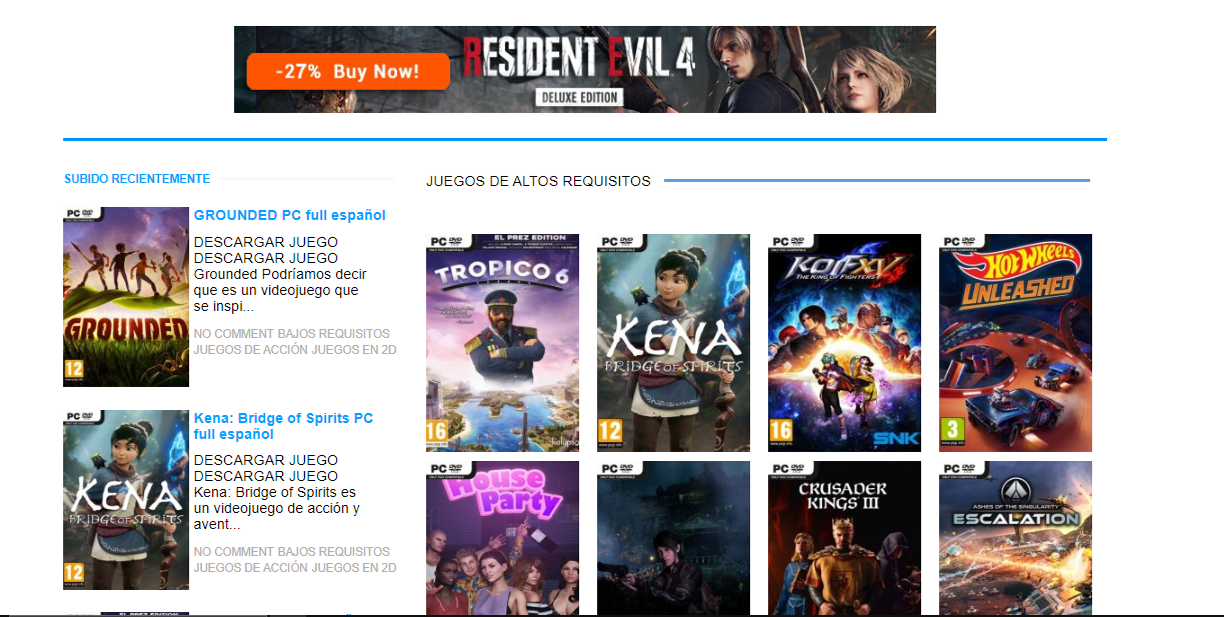 -27% Buy Now!
RESIDENT EVIL 4
DELUXE EDITION
SUBIDO RECIENTEMENTE
PC DVD
GROUNDED
12
GROUNDED PC full español
DESCARGAR JUEGO
DESCARGAR JUEGO
Grounded Podríamos decir
que es un videojuego que
se inspi...
NO COMMENT BAJOS REQUISITOS
JUEGOS DE ACCIÓN JUEGOS EN 2D
PC DVD
KENA
BRIDGE OF SPIRITS
12
Kena: Bridge of Spirits PC
full español
DESCARGAR JUEGO
DESCARGAR JUEGO
Kena: Bridge of Spirits es
un videojuego de acción y
avent...
NO COMMENT BAJOS REQUISITOS
JUEGOS DE ACCIÓN JUEGOS EN 2D
EL PREZ EDITION
JUEGOS DE ALTOS REQUISITOS
PC DVD
EL PREZ EDITION
TROPICO 6
16
Kalypso
PC DVD
KENA
BRIDGE OF SPIRITS
12
PC DVD
KOFXV
THE KING OF FIGHTERS
16
SNK
PC DVD
HOT WHEELS
UNLEASHED
3
PC DVD
House
Party
PC DVD
PC DVD
CRUSADER
KINGS III
PC DVD
ASHES OF THE SINGULARITY
ESCALATION